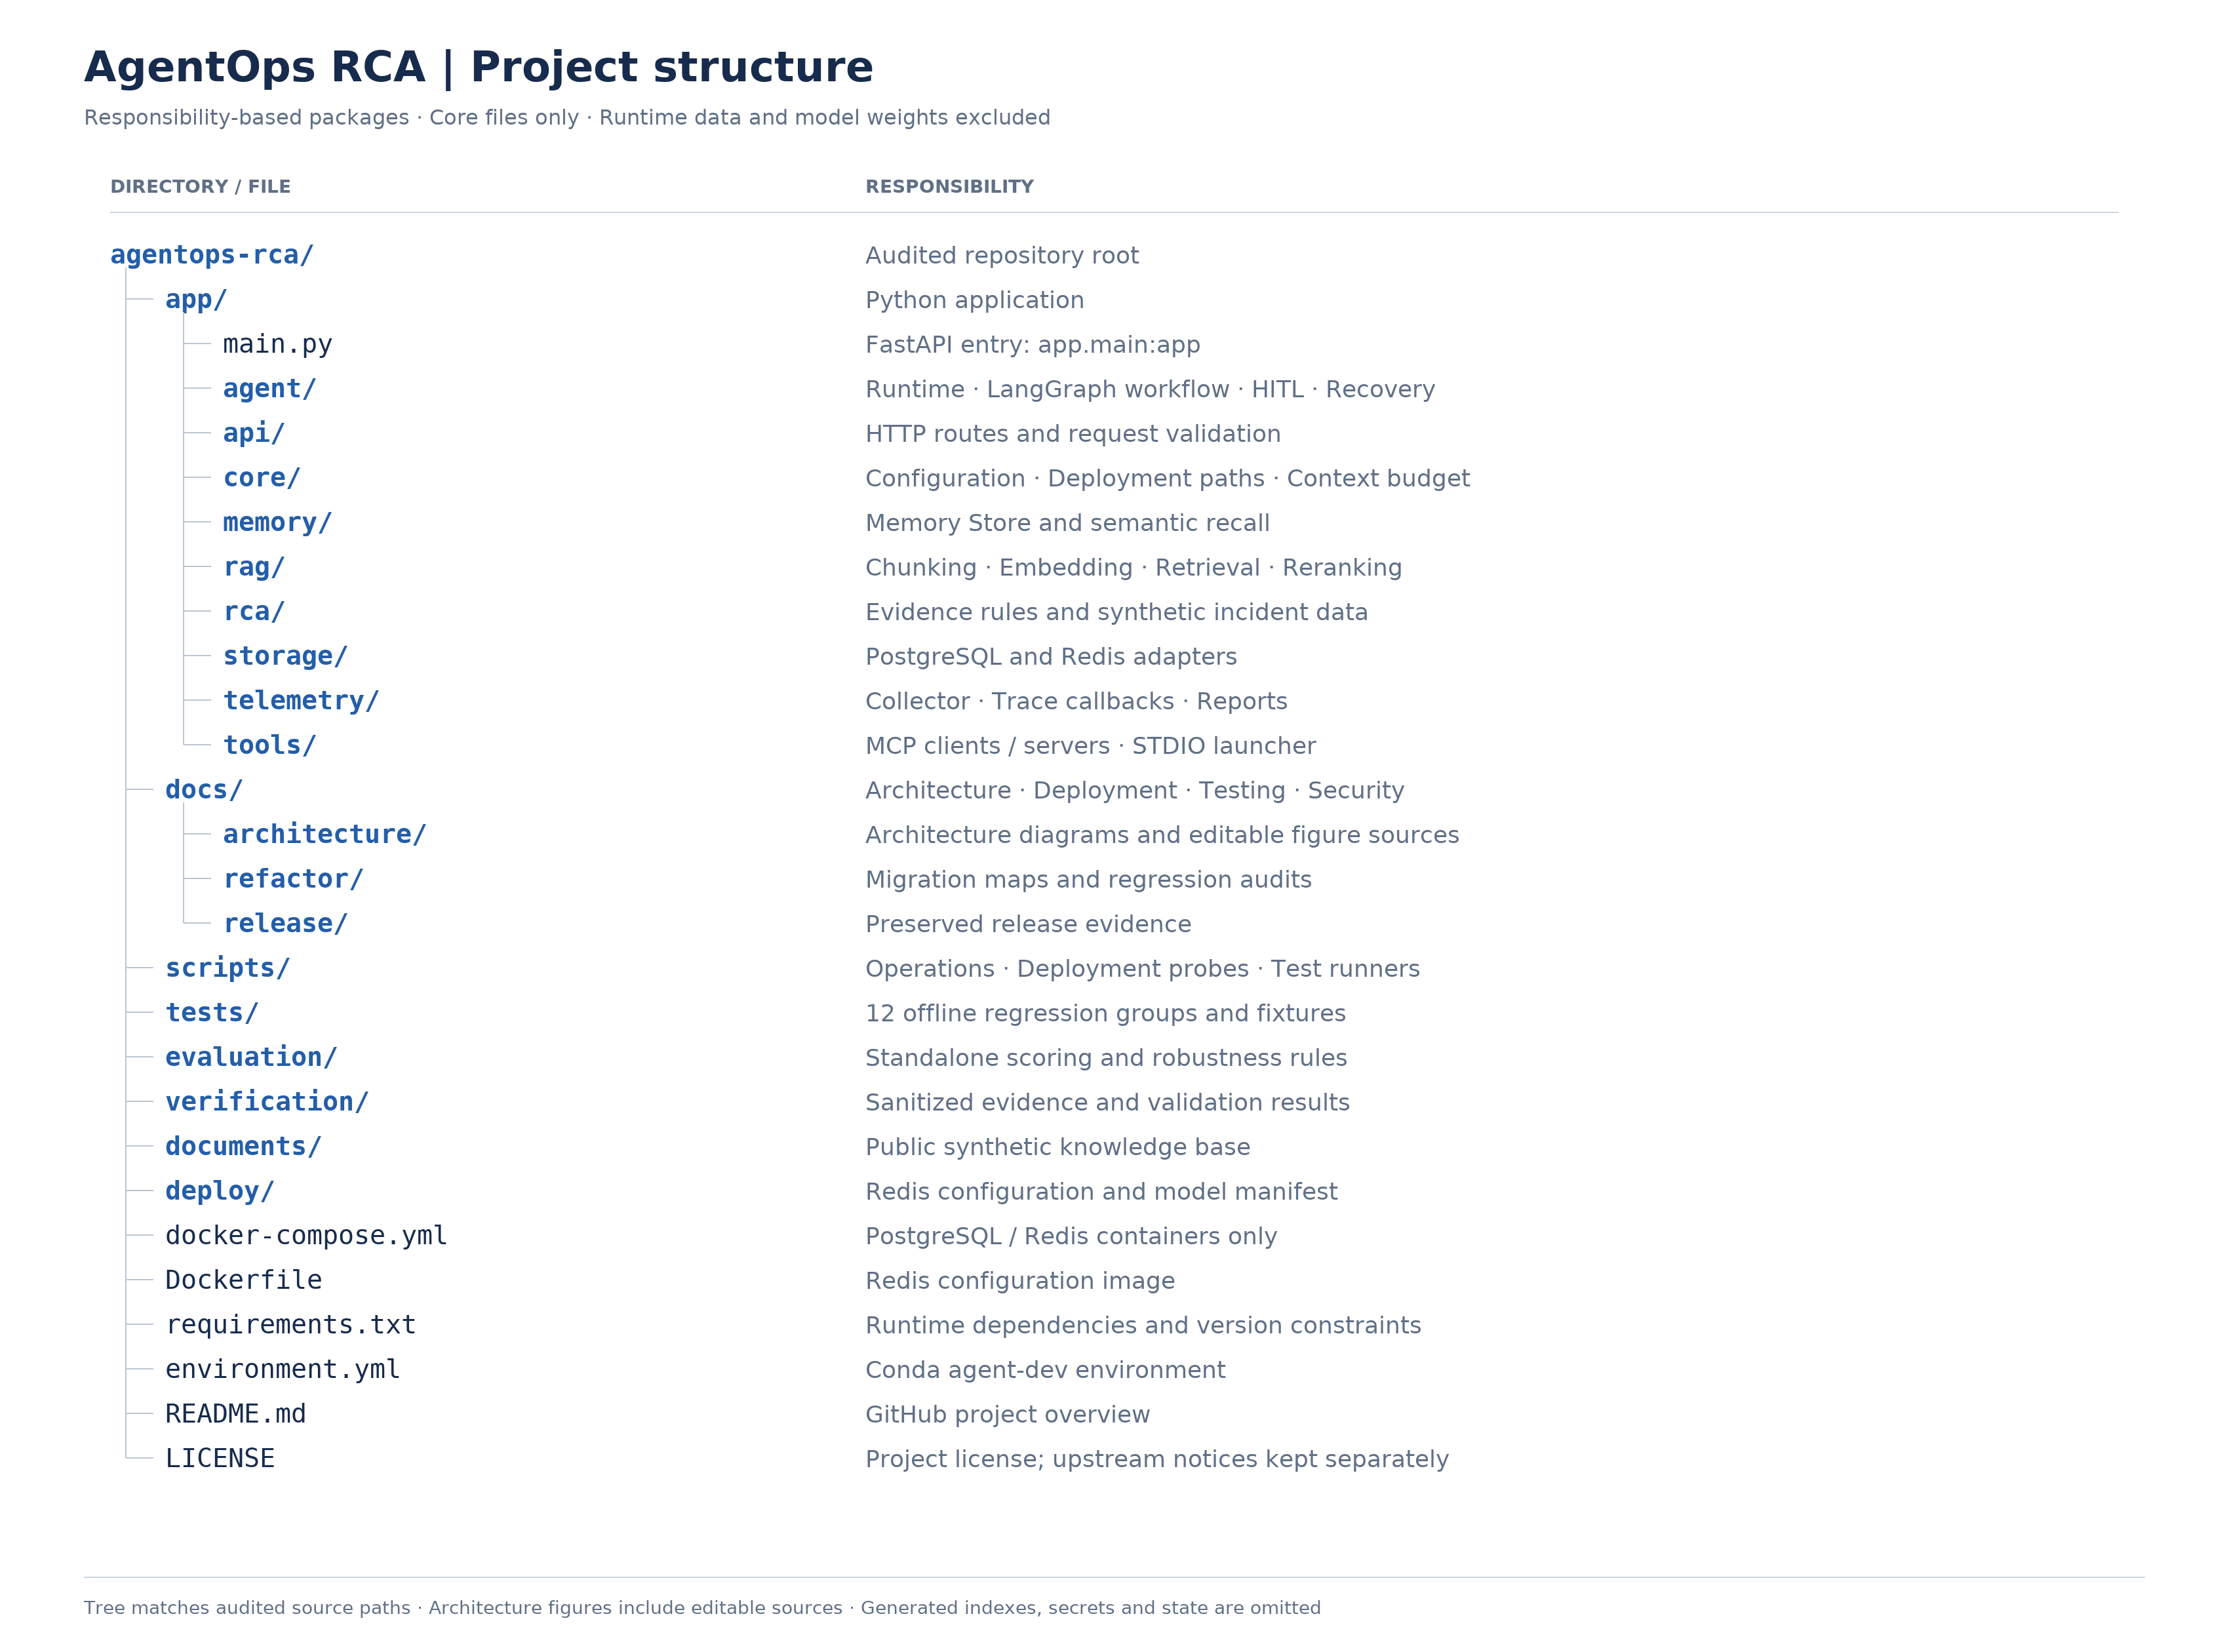 AgentOps RCA | Project structure
Responsibility-based packages · Core files only · Runtime data and model weights excluded
DIRECTORY / FILE RESPONSIBILITY
agentops-rca/ Audited repository root
app/ Python application
main.py FastAPI entry: app.main:app
agent/ Runtime · LangGraph workflow · HITL · Recovery
api/ HTTP routes and request validation
core/ Configuration · Deployment paths · Context budget
memory/ Memory Store and semantic recall
rag/ Chunking · Embedding · Retrieval · Reranking
rca/ Evidence rules and synthetic incident data
storage/ PostgreSQL and Redis adapters
telemetry/ Collector · Trace callbacks · Reports
tools/ MCP clients / servers · STDIO launcher
docs/ Architecture · Deployment · Testing · Security
architecture/ Architecture diagrams and editable figure sources
refactor/ Migration maps and regression audits
release/ Preserved release evidence
scripts/ Operations · Deployment probes · Test runners
tests/ 12 offline regression groups and fixtures
evaluation/ Standalone scoring and robustness rules
verification/ Sanitized evidence and validation results
documents/ Public synthetic knowledge base
deploy/ Redis configuration and model manifest
docker-compose.yml PostgreSQL / Redis containers only
Dockerfile Redis configuration image
requirements.txt Runtime dependencies and version constraints
environment.yml Conda agent-dev environment
README.md GitHub project overview
LICENSE Project license; upstream notices kept separately
Tree matches audited source paths · Architecture figures include editable sources · Generated indexes, secrets and state are omitted